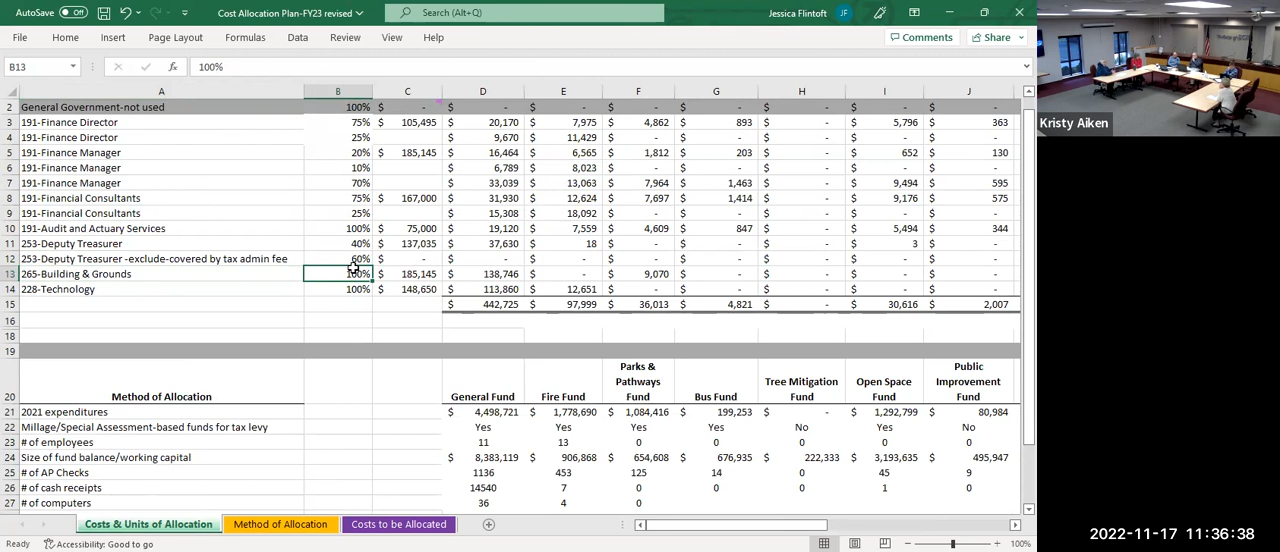 AutoSave Off Cost Allocation Plan-FY23 revised Search (Alt+Q) Jessica Flintoft JF
File Home Insert Page Layout Formulas Data Review View Help Comments Share
B13 fx 100%
A B C D E F G H I J
2 General Government-not used 100% $ - $ - $ - $ - $ - $ - $ - $ -
3 191-Finance Director 75% $ 105,495 $ 20,170 $ 7,975 $ 4,862 $ 893 $ - $ 5,796 $ 363
4 191-Finance Director 25% $ 9,670 $ 11,429 $ - $ - $ - $ - $ -
5 191-Finance Manager 20% $ 185,145 $ 16,464 $ 6,565 $ 1,812 $ 203 $ - $ 652 $ 130
6 191-Finance Manager 10% $ 6,789 $ 8,023 $ - $ - $ - $ - $ -
7 191-Finance Manager 70% $ 33,039 $ 13,063 $ 7,964 $ 1,463 $ - $ 9,494 $ 595
8 191-Financial Consultants 75% $ 167,000 $ 31,930 $ 12,624 $ 7,697 $ 1,414 $ - $ 9,176 $ 575
9 191-Financial Consultants 25% $ 15,308 $ 18,092 $ - $ - $ - $ - $ -
10 191-Audit and Actuary Services 100% $ 75,000 $ 19,120 $ 7,559 $ 4,609 $ 847 $ - $ 5,494 $ 344
11 253-Deputy Treasurer 40% $ 137,035 $ 37,630 $ 18 $ - $ - $ - $ 3 $ -
12 253-Deputy Treasurer -exclude-covered by tax admin fee 60% $ - $ - $ - $ - $ - $ - $ - $ -
13 265-Building & Grounds 100% $ 185,145 $ 138,746 $ - $ 9,070 $ - $ - $ - $ -
14 228-Technology 100% $ 148,650 $ 113,860 $ 12,651 $ - $ - $ - $ - $ -
15 $ 442,725 $ 97,999 $ 36,013 $ 4,821 $ - $ 30,616 $ 2,007
16
18
19
Parks & Public
Pathways Tree Mitigation Open Space Improvement
20 Method of Allocation General Fund Fire Fund Fund Bus Fund Fund Fund Fund
21 2021 expenditures $ 4,498,721 $ 1,778,690 $ 1,084,416 $ 199,253 $ - $ 1,292,799 $ 80,984
22 Millage/Special Assessment-based funds for tax levy Yes Yes Yes Yes No Yes No
23 # of employees 11 13 0 0 0 0 0
24 Size of fund balance/working capital $ 8,383,119 $ 906,868 $ 654,608 $ 676,935 $ 222,333 $ 3,193,635 $ 495,947
25 # of AP Checks 1136 453 125 14 0 45 9
26 # of cash receipts 14540 7 0 0 0 1 0
27 # of computers 36 4 0
Costs & Units of Allocation Method of Allocation Costs to be Allocated
Ready Accessibility: Good to go 100%
Kristy Aiken
2022-11-17 11:36:38